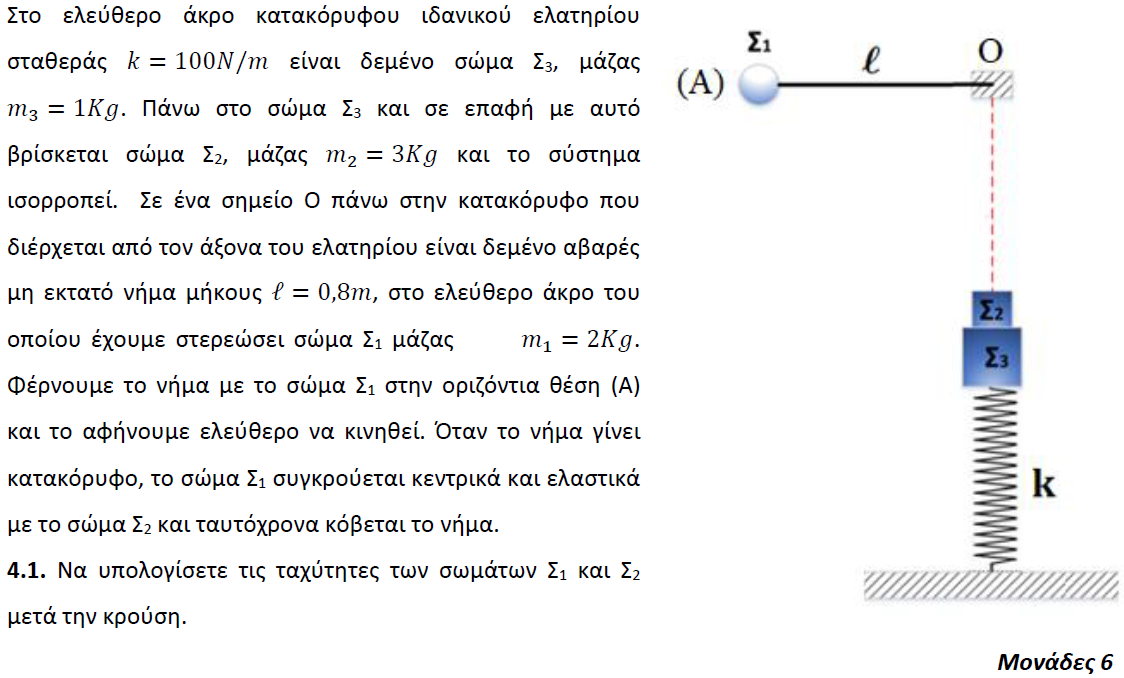 Στο ελεύθερο άκρο κατακόρυφου ιδανικού ελατηρίου
σταθεράς k = 100N/m είναι δεμένο σώμα Σ₃, μάζας
m₃ = 1Kg. Πάνω στο σώμα Σ₃ και σε επαφή με αυτό
βρίσκεται σώμα Σ₂, μάζας m₂ = 3Kg και το σύστημα
ισορροπεί. Σε ένα σημείο Ο πάνω στην κατακόρυφο που
διέρχεται από τον άξονα του ελατηρίου είναι δεμένο αβαρές
μη εκτατό νήμα μήκους ℓ = 0,8m, στο ελεύθερο άκρο του
οποίου έχουμε στερεώσει σώμα Σ₁ μάζας m₁ = 2Kg.
Φέρνουμε το νήμα με το σώμα Σ₁ στην οριζόντια θέση (Α)
και το αφήνουμε ελεύθερο να κινηθεί. Όταν το νήμα γίνει
κατακόρυφο, το σώμα Σ₁ συγκρούεται κεντρικά και ελαστικά
με το σώμα Σ₂ και ταυτόχρονα κόβεται το νήμα.
4.1. Να υπολογίσετε τις ταχύτητες των σωμάτων Σ₁ και Σ₂
μετά την κρούση.
Σ₁
(A)
ℓ
O
Σ₂
Σ₃
k
Μονάδες 6